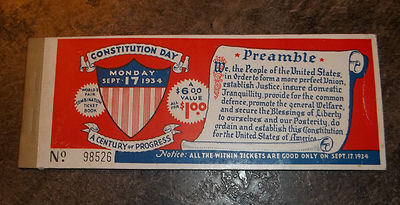 CONSTITUTION DAY
MONDAY
SEPT. 17 1934
WORLD'S
FAIR
COMBINATION
TICKET
BOOK
$6.00
VALUE
$1.00
A CENTURY OF PROGRESS
No. 98526
Preamble
We, the People of the United States,
in Order to form a more perfect Union,
establish Justice, insure domestic
Tranquillity, provide for the common
defence, promote the general Welfare,
and secure the Blessings of Liberty
to ourselves and our Posterity, do
ordain and establish this Constitution
for the United States of America
Notice: ALL THE WITHIN TICKETS ARE GOOD ONLY ON SEPT. 17, 1934